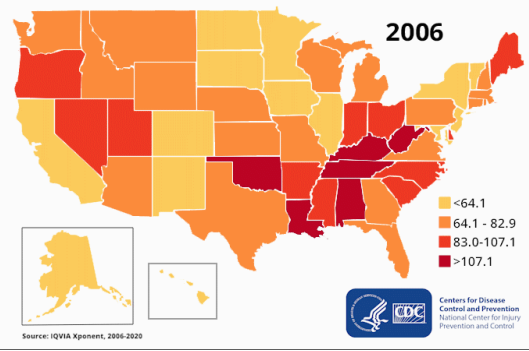 2006
<64.1
64.1 - 82.9
83.0-107.1
>107.1
CDC
Centers for Disease
Control and Prevention
National Center for Injury
Prevention and Control
Source: IQVIA Xponent, 2006-2020